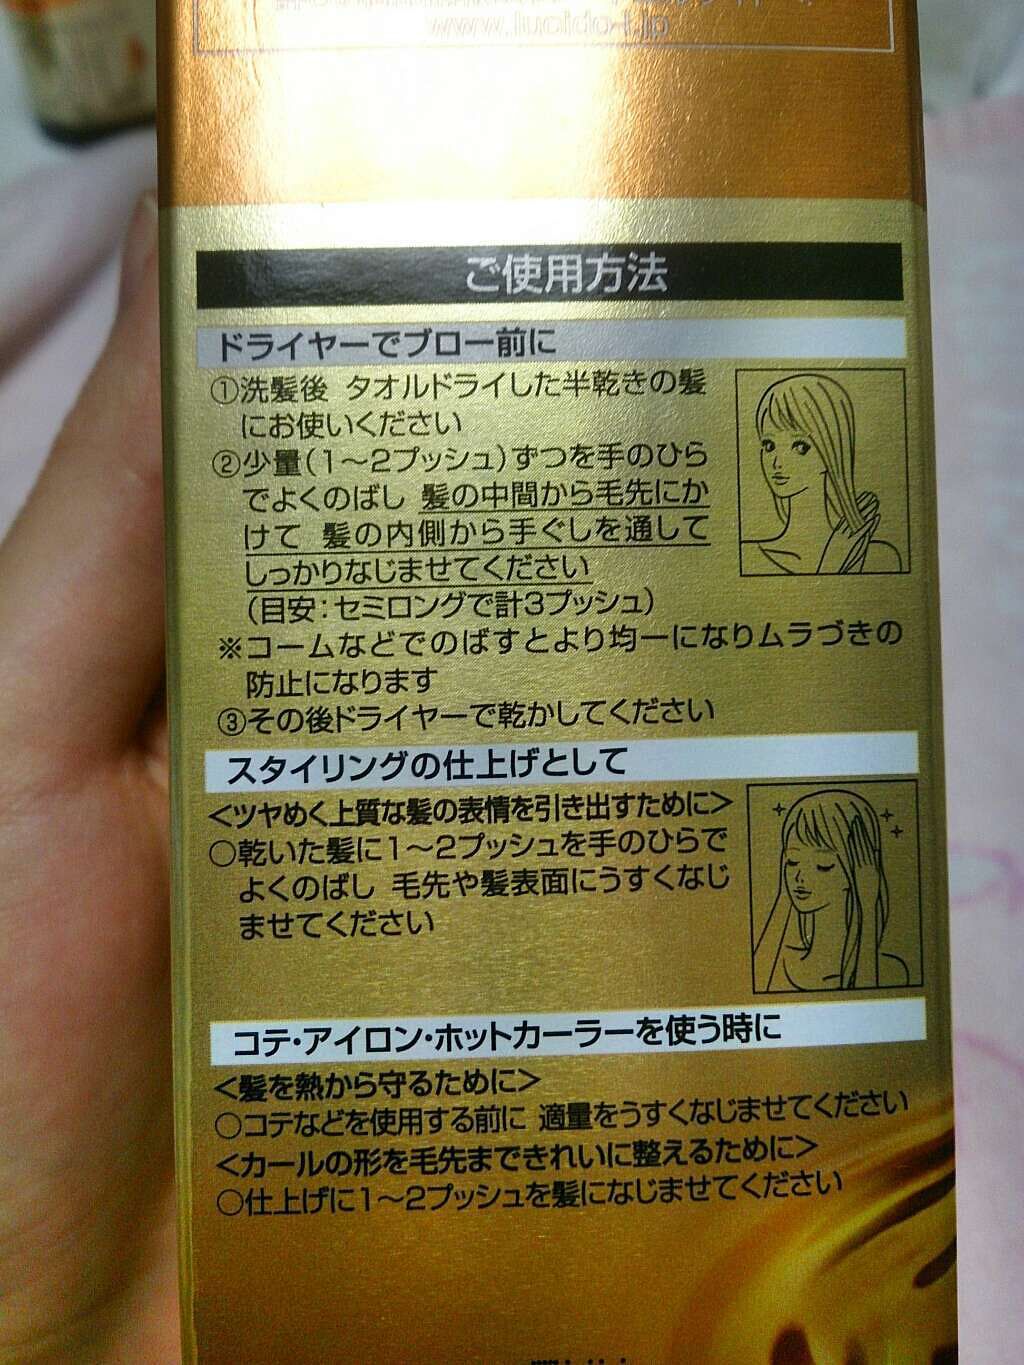 ご使用方法
ドライヤーでブロー前に
①洗髪後 タオルドライした半乾きの髪
にお使いください
②少量(1〜2プッシュ)ずつを手のひら
でよくのばし 髪の中間から毛先にか
けて 髪の内側から手ぐしを通して
しっかりなじませてください
(目安:セミロングで計3プッシュ)
※コームなどでのばすとより均一になりムラづきの
防止になります
③その後ドライヤーで乾かしてください
スタイリングの仕上げとして
<ツヤめく上質な髪の表情を引き出すために>
○乾いた髪に1〜2プッシュを手のひらで
よくのばし 毛先や髪表面にうすくなじ
ませてください
コテ・アイロン・ホットカーラーを使う時に
<髪を熱から守るために>
○コテなどを使用する前に 適量をうすくなじませてください
<カールの形を毛先まできれいに整えるために>
○仕上げに1〜2プッシュを髪になじませてください